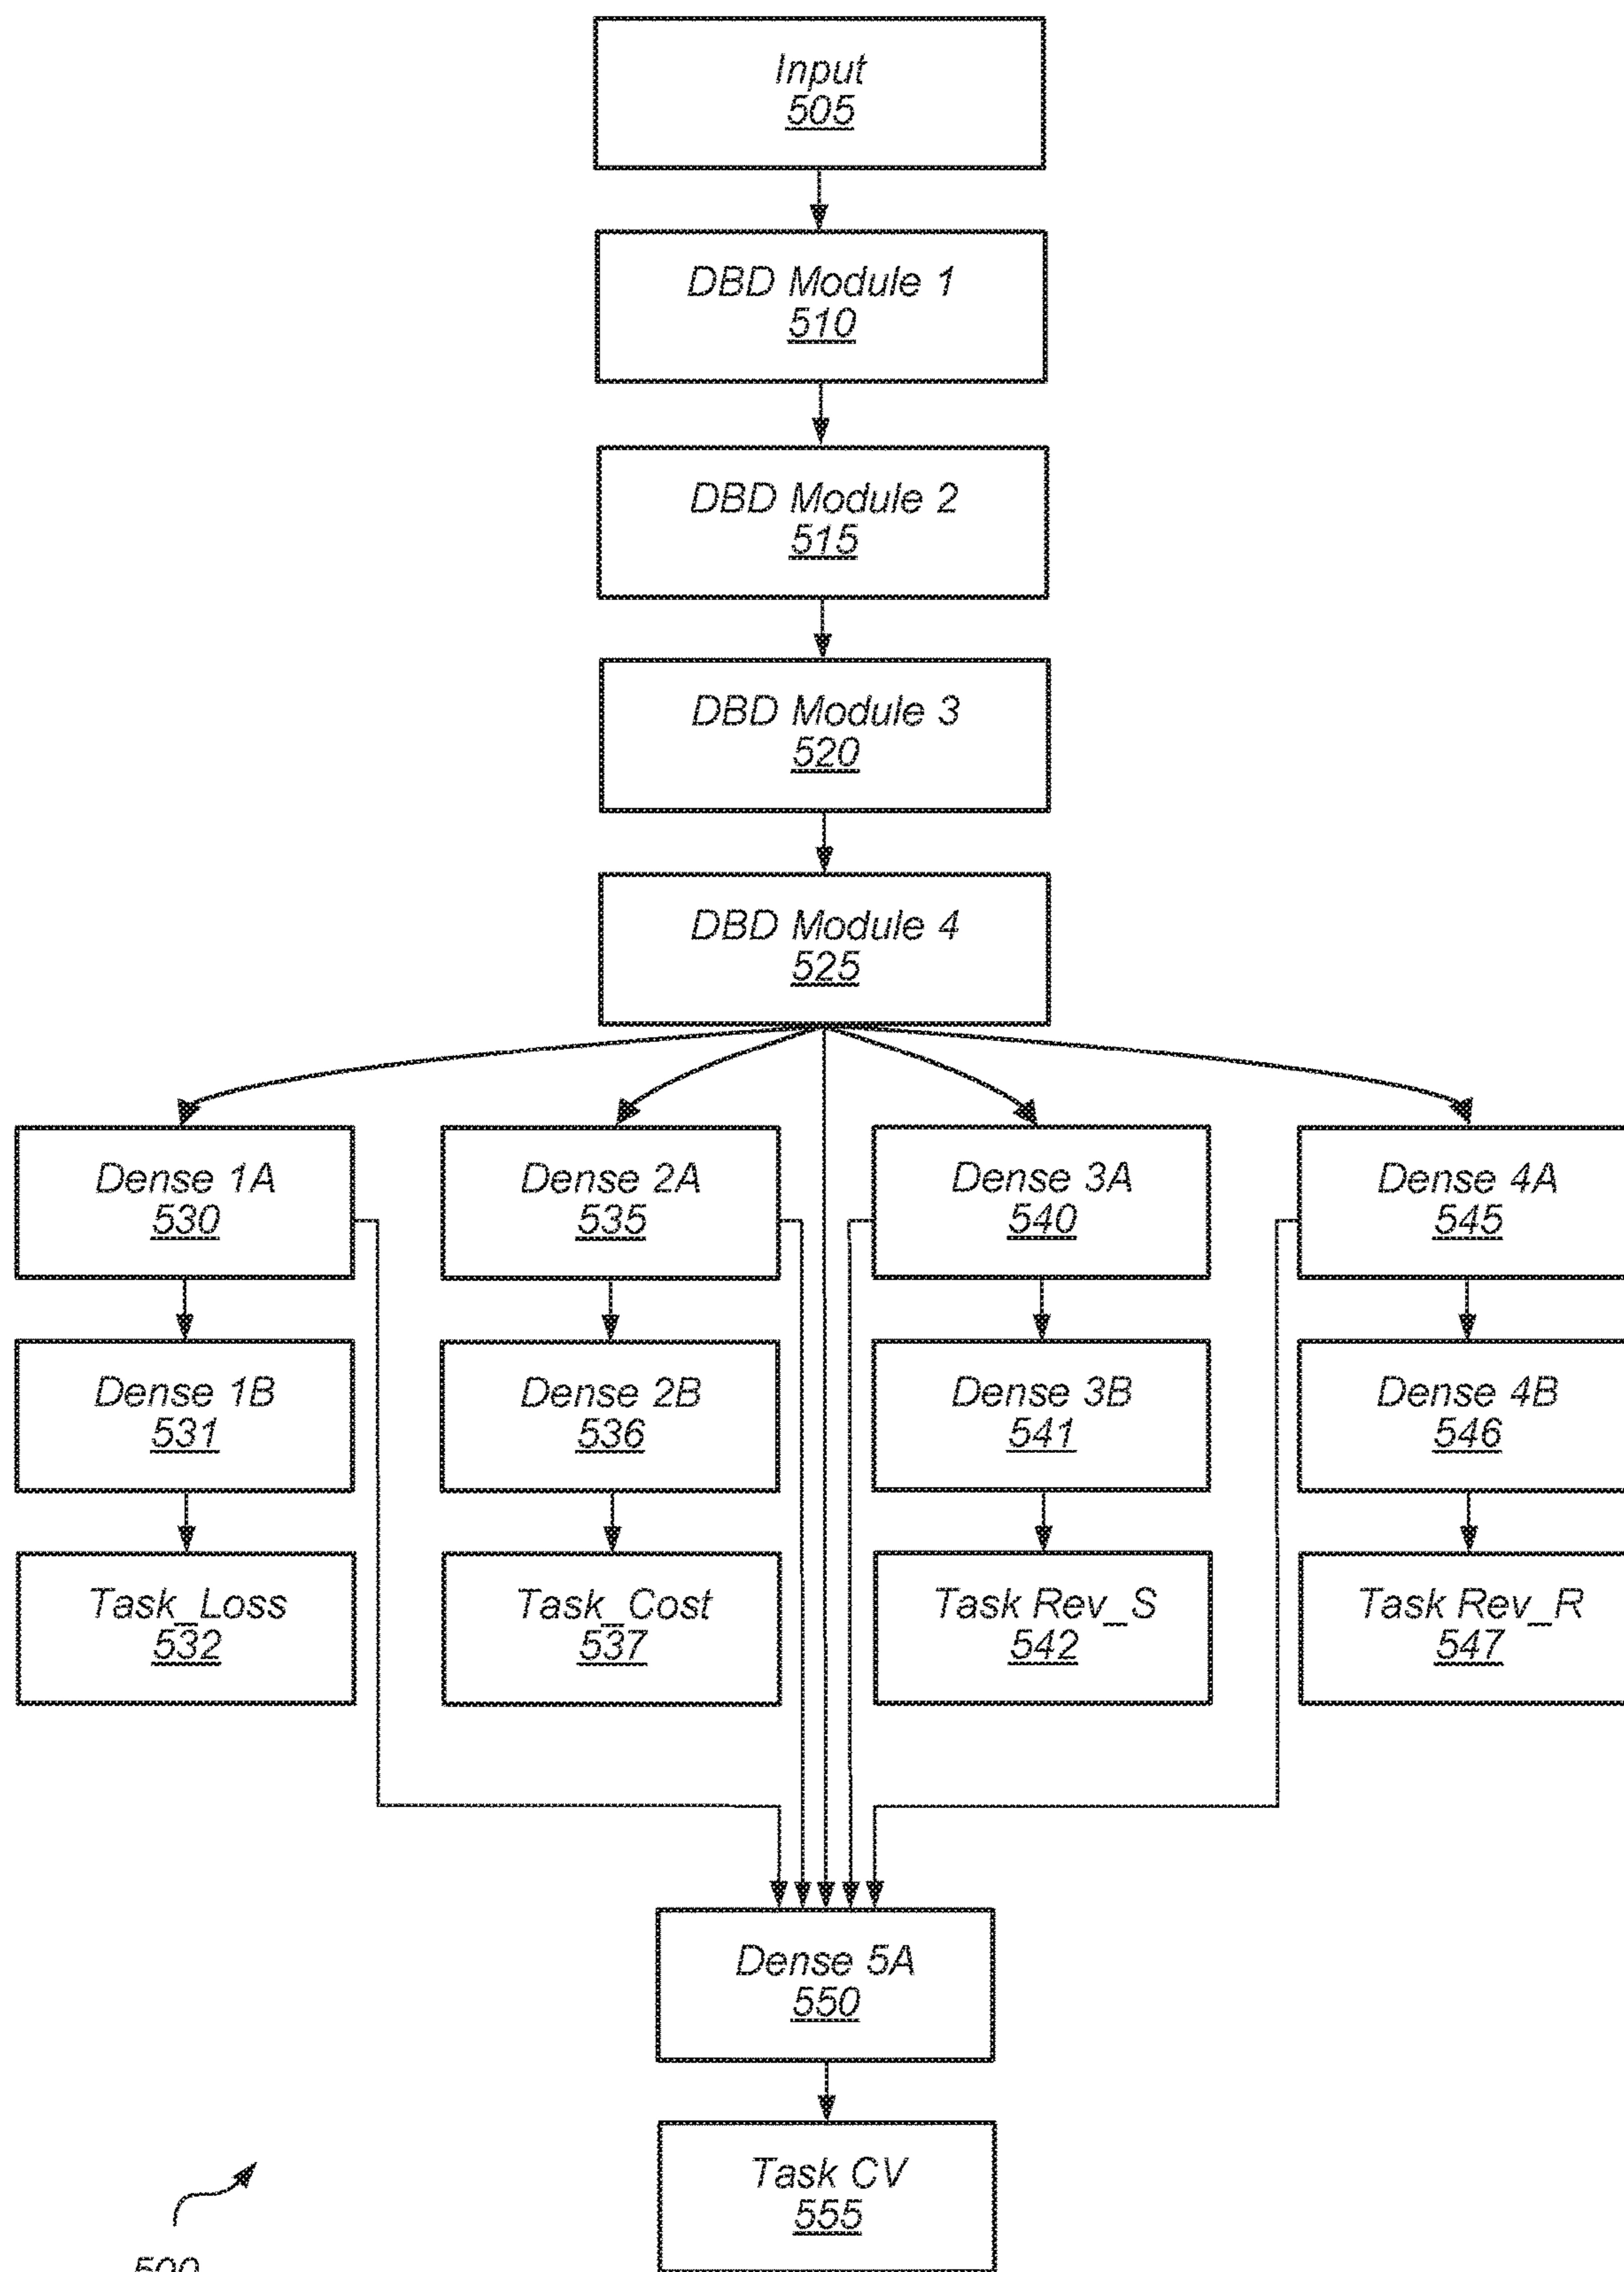 Input
505
DBD Module 1
510
DBD Module 2
515
DBD Module 3
520
DBD Module 4
525
Dense 1A
530
Dense 2A
535
Dense 3A
540
Dense 4A
545
Dense 1B
531
Dense 2B
536
Dense 3B
541
Dense 4B
546
Task_Loss
532
Task_Cost
537
Task Rev_S
542
Task Rev_R
547
Dense 5A
550
Task CV
555
500